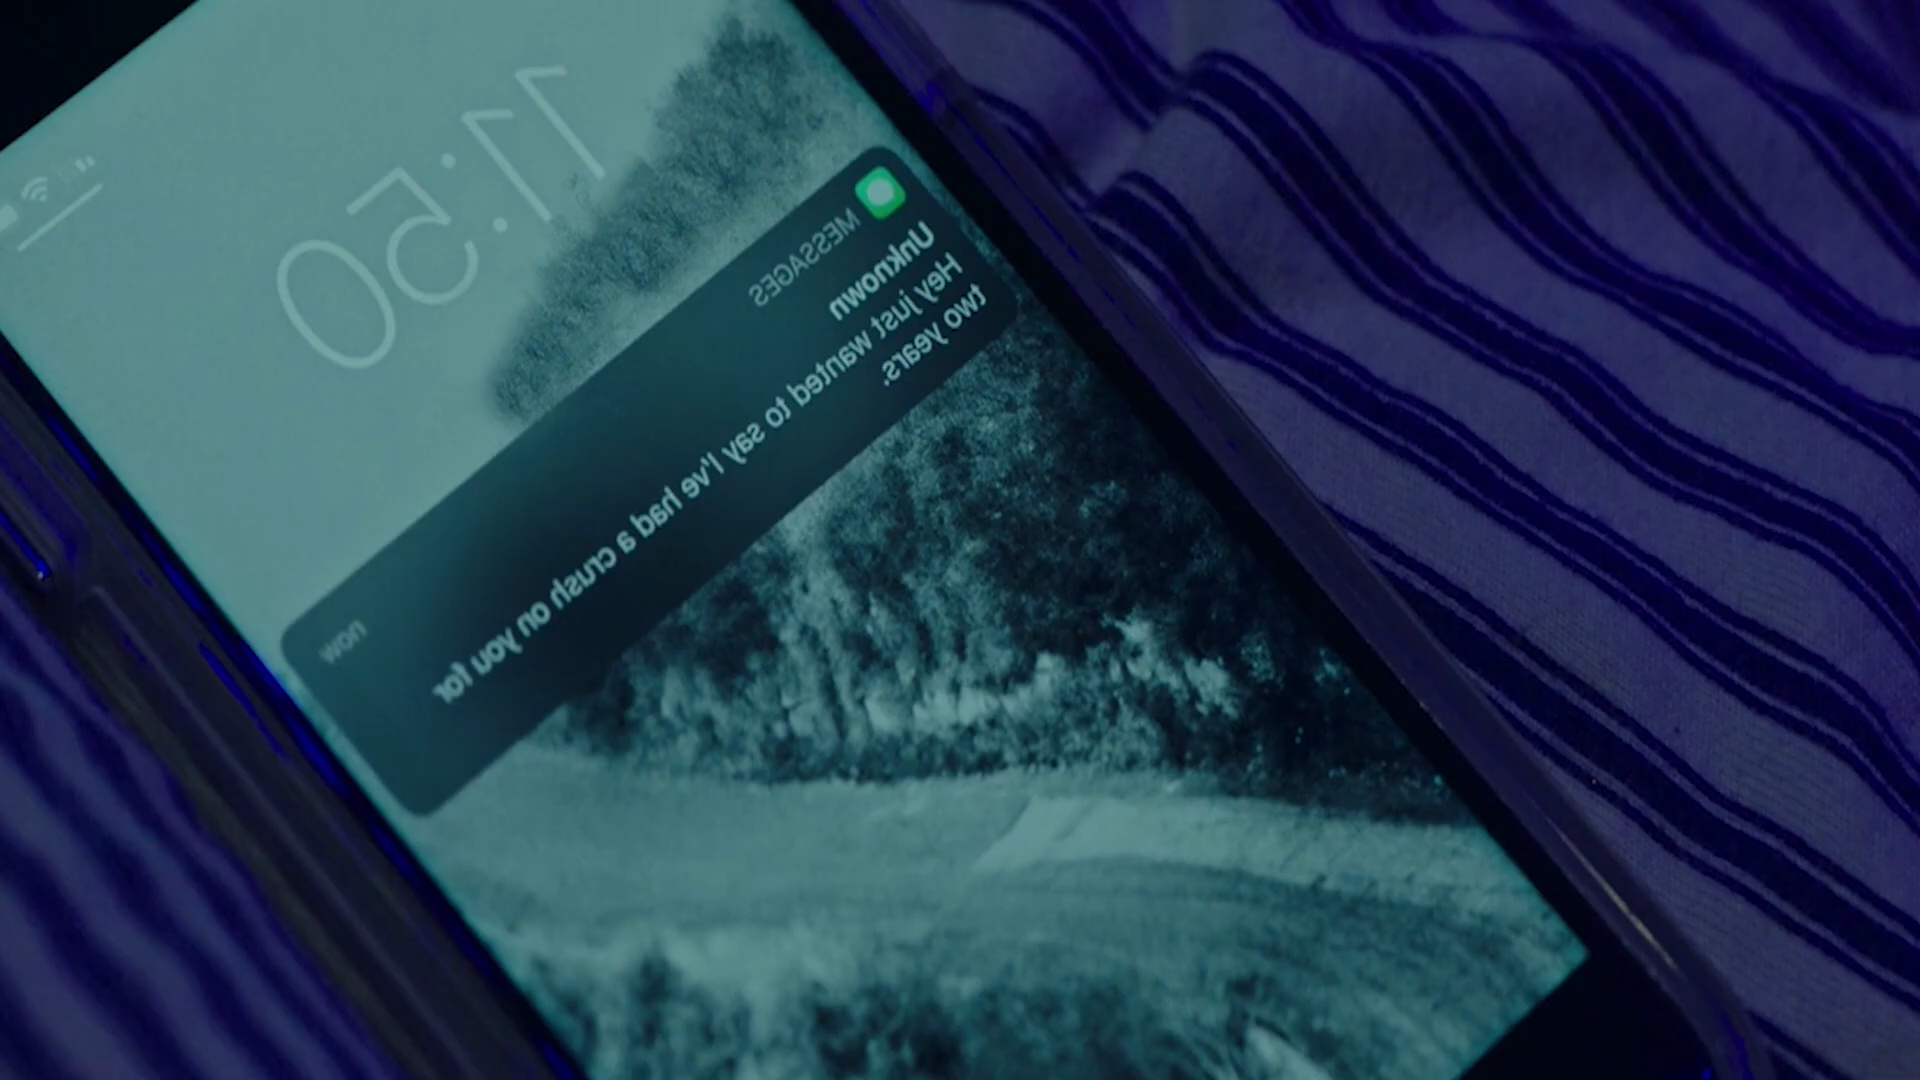 11:50
MESSAGES
now
Unknown
Hey just wanted to say I've had a crush on you for
two years.